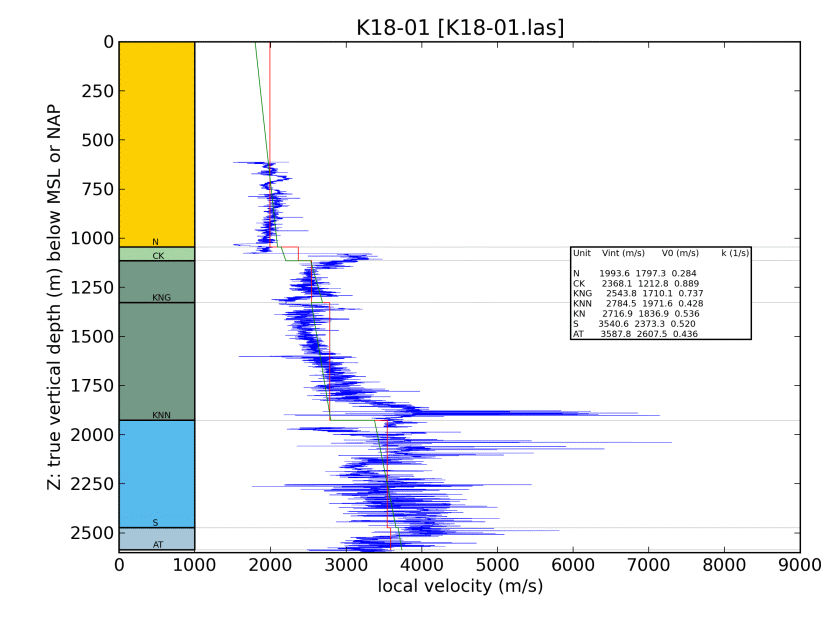 K18-01 [K18-01.las]
0
250
500
750
N
1000
CK
Unit Vint (m/s) V0 (m/s) k (1/s)
N 1993.6 1797.3 0.284
CK 2368.1 1212.8 0.889
KNG 2543.8 1710.1 0.737
KNN 2784.5 1971.6 0.428
KN 2716.9 1836.9 0.536
S 3540.6 2373.3 0.520
AT 3587.8 2607.5 0.436
1250
KNG
1500
1750
KNN
2000
2250
S
2500
AT
0 1000 2000 3000 4000 5000 6000 7000 8000 9000
local velocity (m/s)
Z: true vertical depth (m) below MSL or NAP